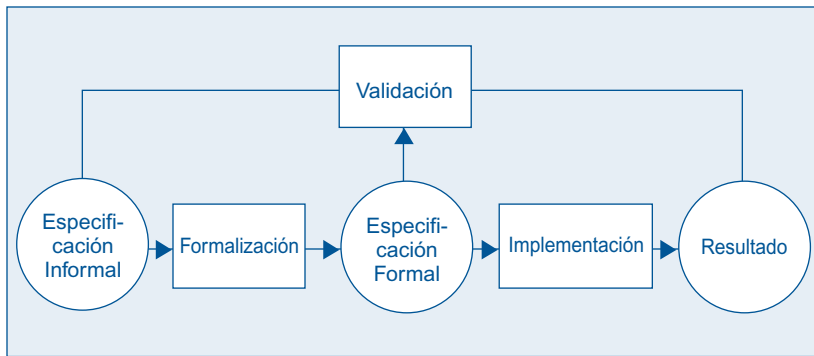 Validación
Especifi-
cación
Informal
Formalización
Especifi-
cación
Formal
Implementación
Resultado